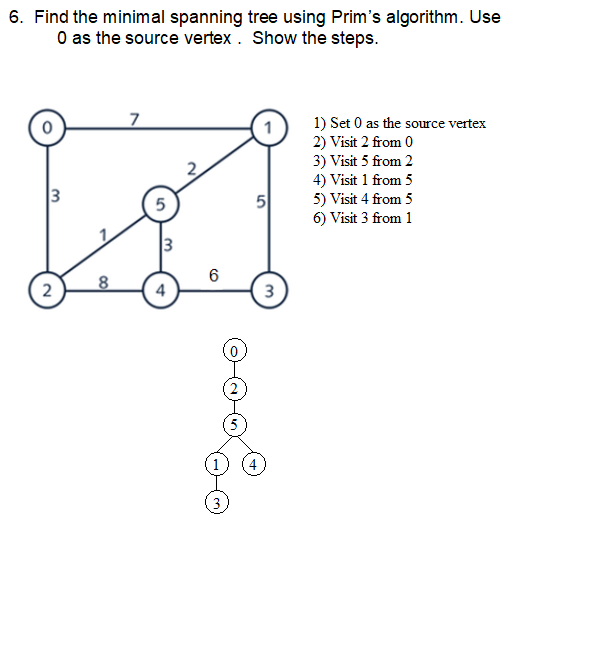 6. Find the minimal spanning tree using Prim's algorithm. Use
0 as the source vertex . Show the steps.
1) Set 0 as the source vertex
2) Visit 2 from 0
3) Visit 5 from 2
4) Visit 1 from 5
5) Visit 4 from 5
6) Visit 3 from 1
0
7
1
2
3
5
5
1
3
6
8
2
4
3
0
2
5
1
4
3